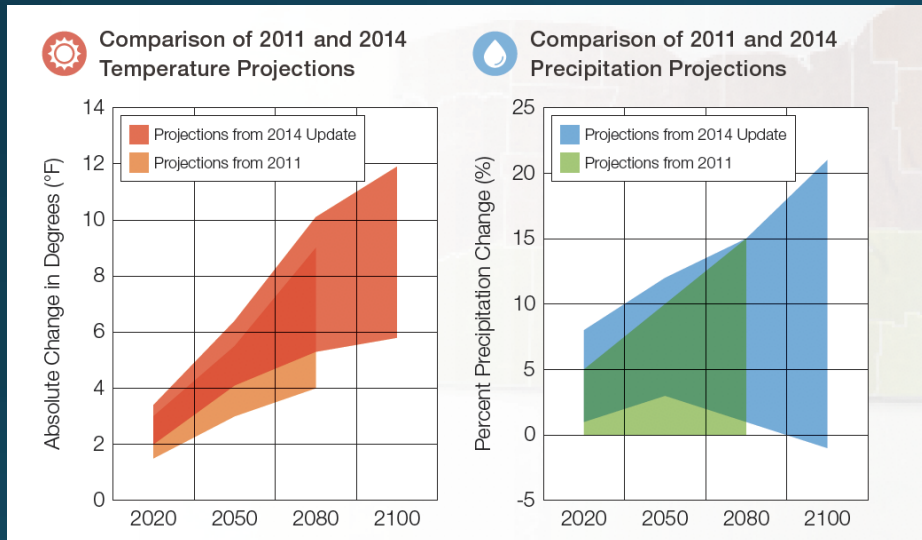 Comparison of 2011 and 2014
Temperature Projections
Absolute Change in Degrees (°F)
14
12
10
8
6
4
2
0
Projections from 2014 Update
Projections from 2011
2020 2050 2080 2100
Comparison of 2011 and 2014
Precipitation Projections
Percent Precipitation Change (%)
25
20
15
10
5
0
-5
Projections from 2014 Update
Projections from 2011
2020 2050 2080 2100